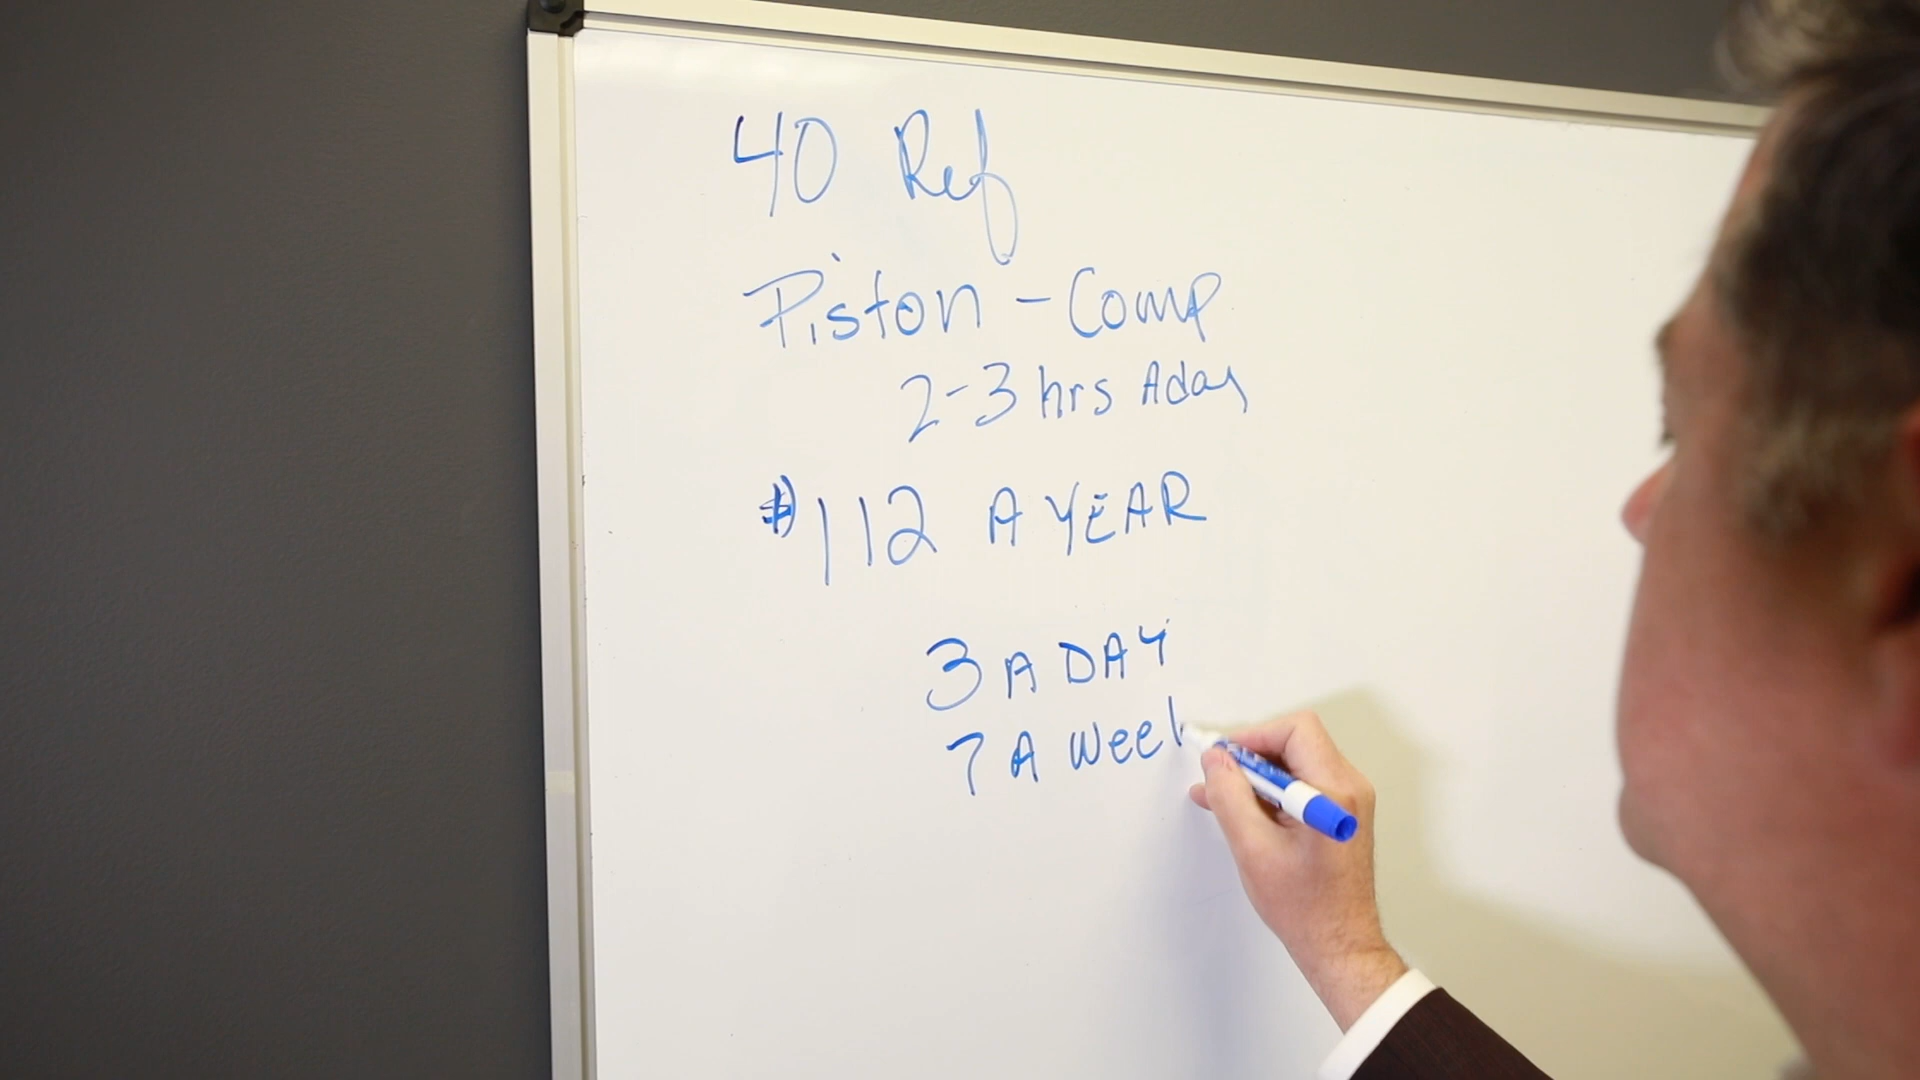 40 Ref
Piston - Comp
2-3 hrs A day
$112 A YEAR
3 A DAY
7 A week